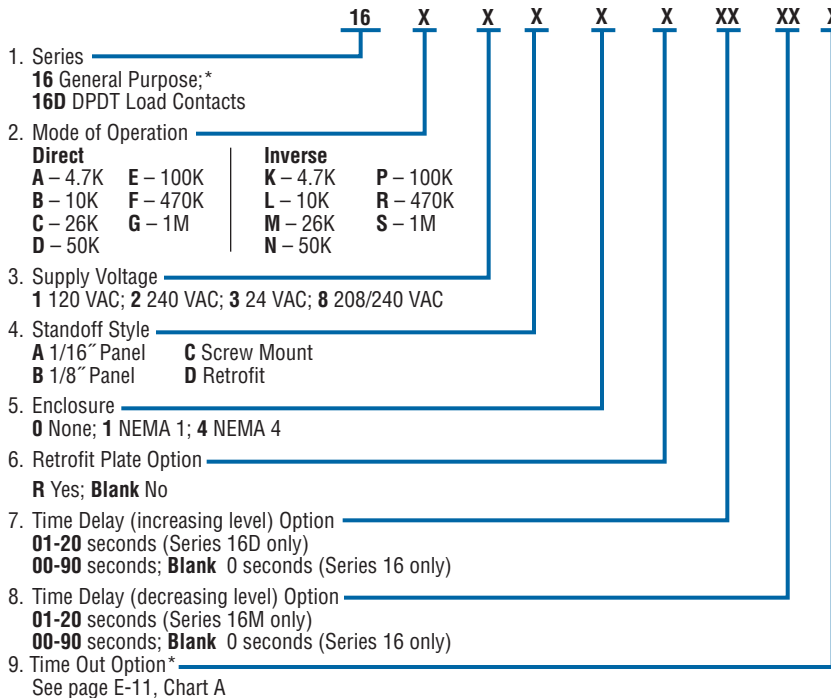 16 X X X X X XX XX X
1. Series
16 General Purpose;*
16D DPDT Load Contacts
2. Mode of Operation
Direct Inverse
A – 4.7K E – 100K K – 4.7K P – 100K
B – 10K F – 470K L – 10K R – 470K
C – 26K G – 1M M – 26K S – 1M
D – 50K N – 50K
3. Supply Voltage
1 120 VAC; 2 240 VAC; 3 24 VAC; 8 208/240 VAC
4. Standoff Style
A 1/16˝ Panel C Screw Mount
B 1/8˝ Panel D Retrofit
5. Enclosure
0 None; 1 NEMA 1; 4 NEMA 4
6. Retrofit Plate Option
R Yes; Blank No
7. Time Delay (increasing level) Option
01-20 seconds (Series 16D only)
00-90 seconds; Blank 0 seconds (Series 16 only)
8. Time Delay (decreasing level) Option
01-20 seconds (Series 16M only)
00-90 seconds; Blank 0 seconds (Series 16 only)
9. Time Out Option*
See page E-11, Chart A